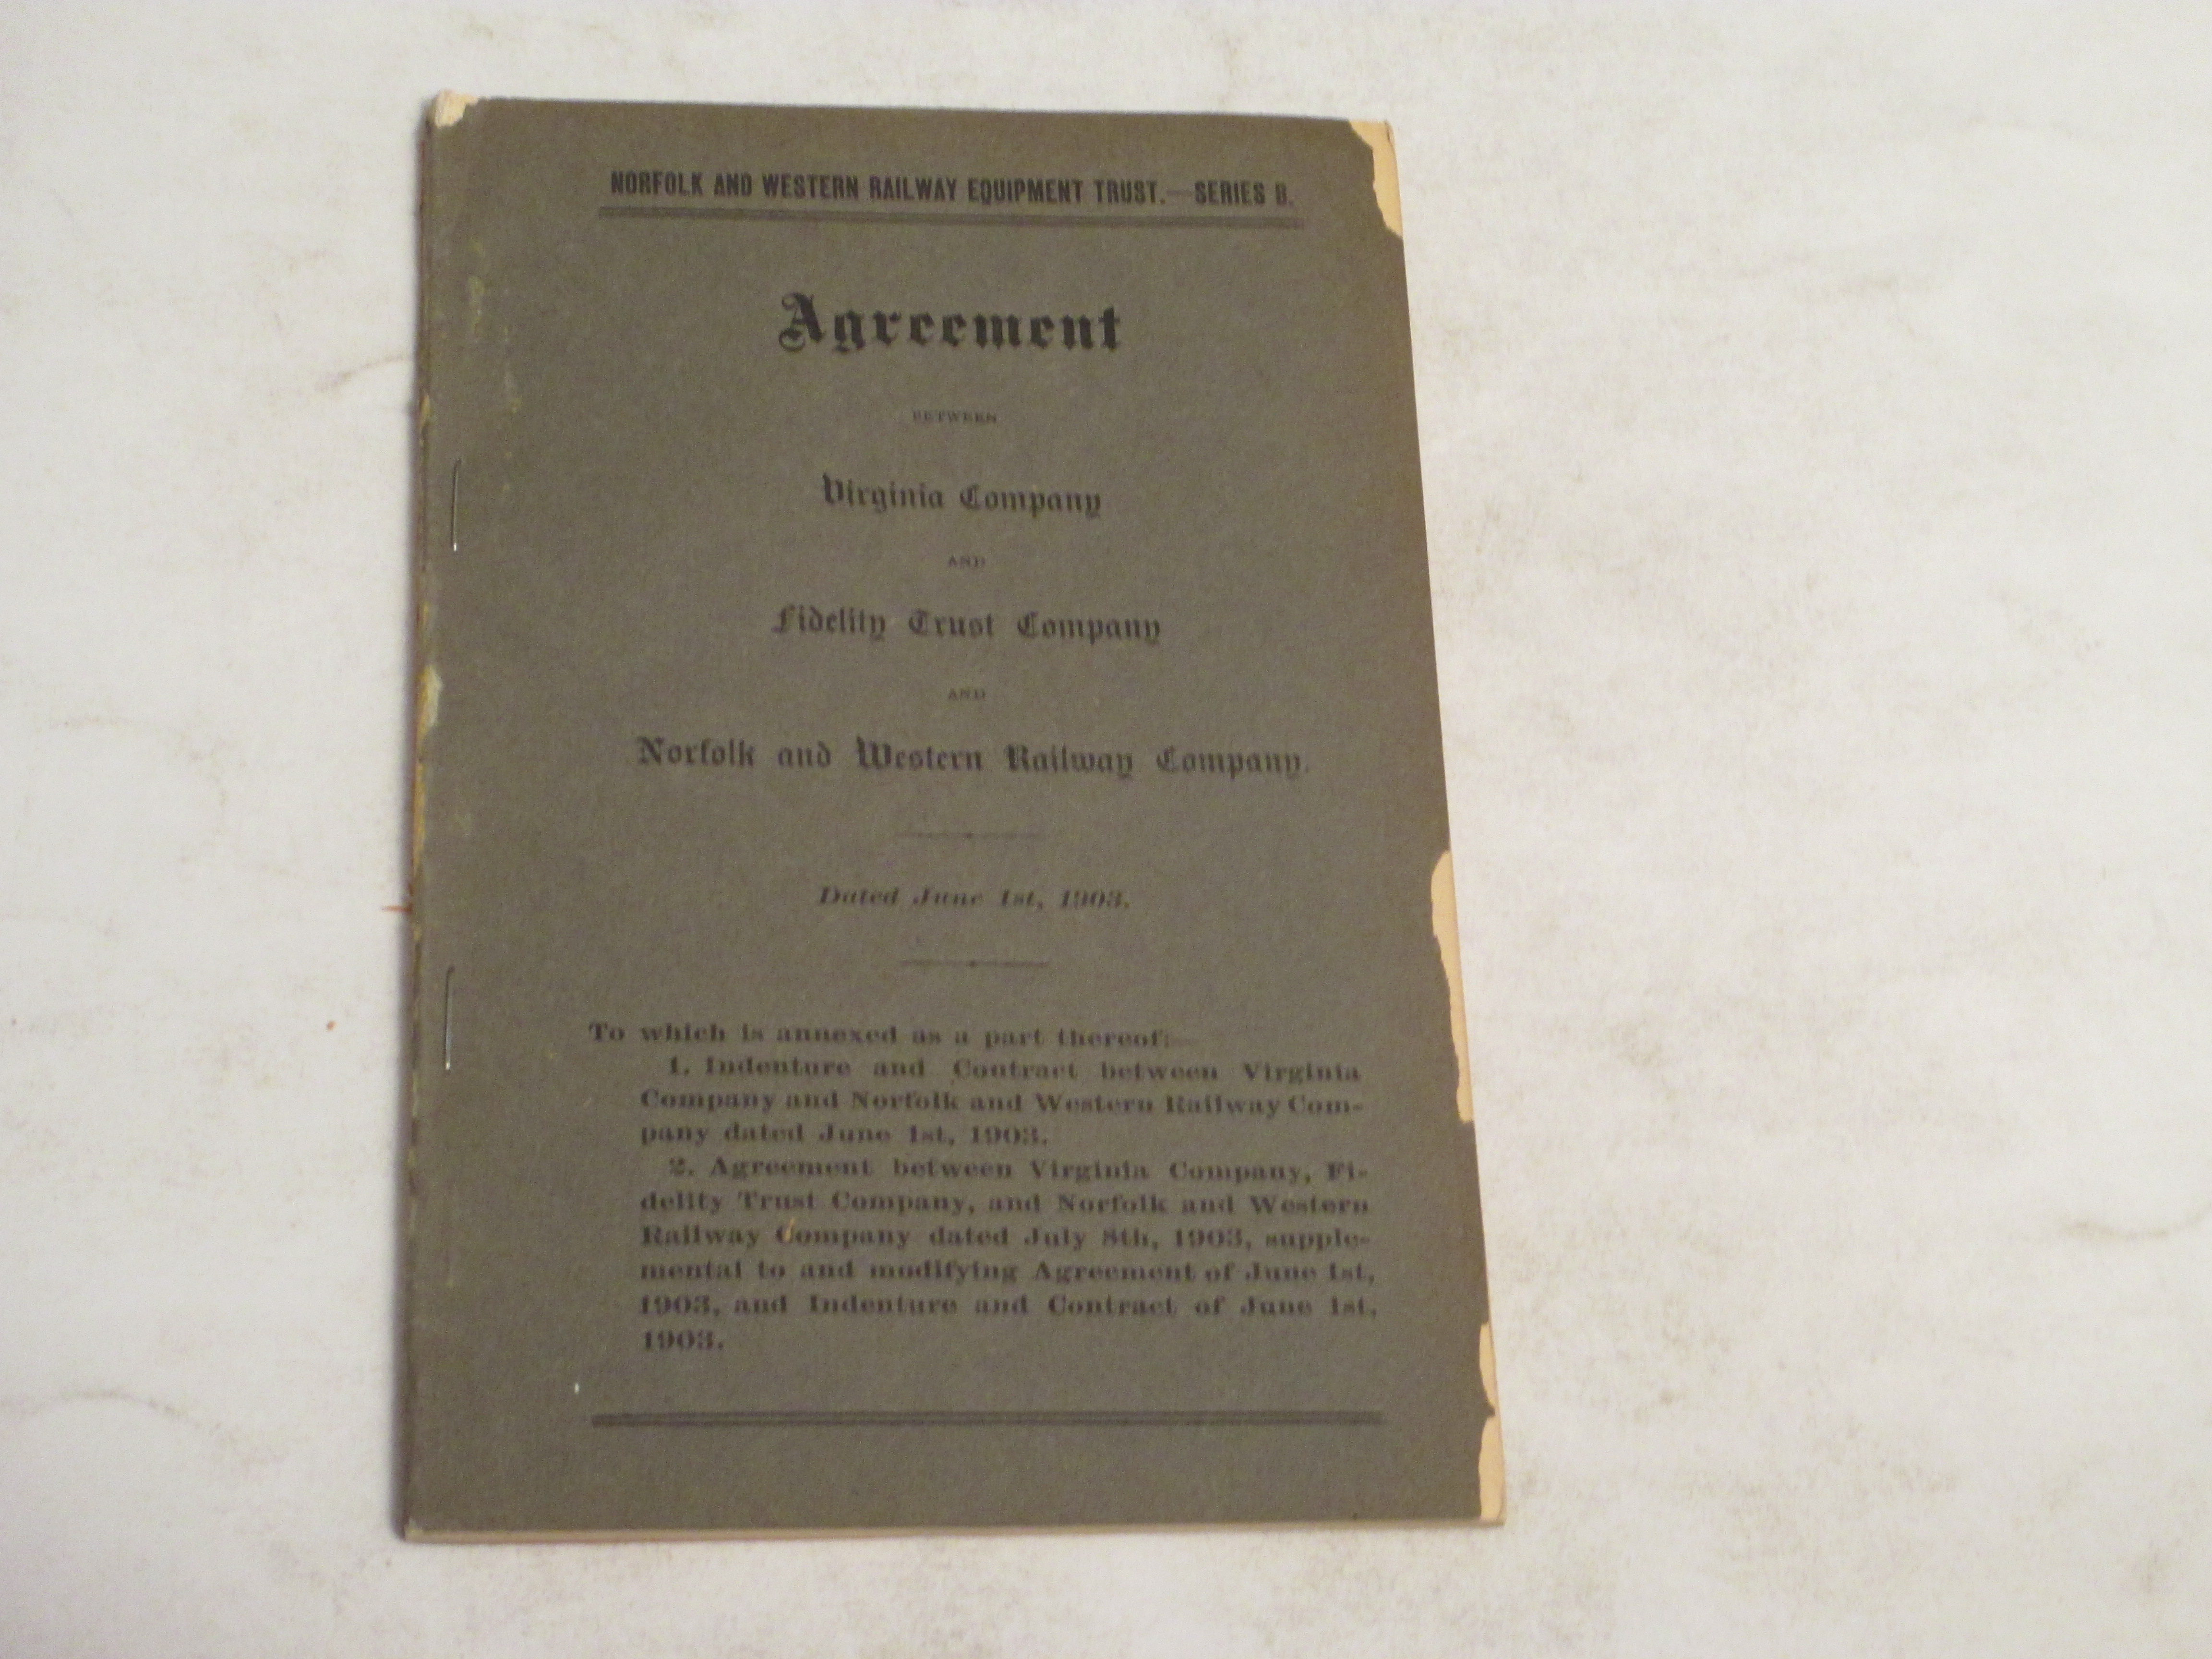 NORFOLK AND WESTERN RAILWAY EQUIPMENT TRUST.—SERIES B.
Agreement
BETWEEN
Virginia Company
AND
Fidelity Trust Company
AND
Norfolk and Western Railway Company.
Dated June 1st, 1903.
To which is annexed as a part thereof:—
1. Indenture and Contract between Virginia
Company and Norfolk and Western Railway Com-
pany dated June 1st, 1903.
2. Agreement between Virginia Company, Fi-
delity Trust Company, and Norfolk and Western
Railway Company dated July 8th, 1903, supple-
mental to and modifying Agreement of June 1st,
1903, and Indenture and Contract of June 1st,
1903.